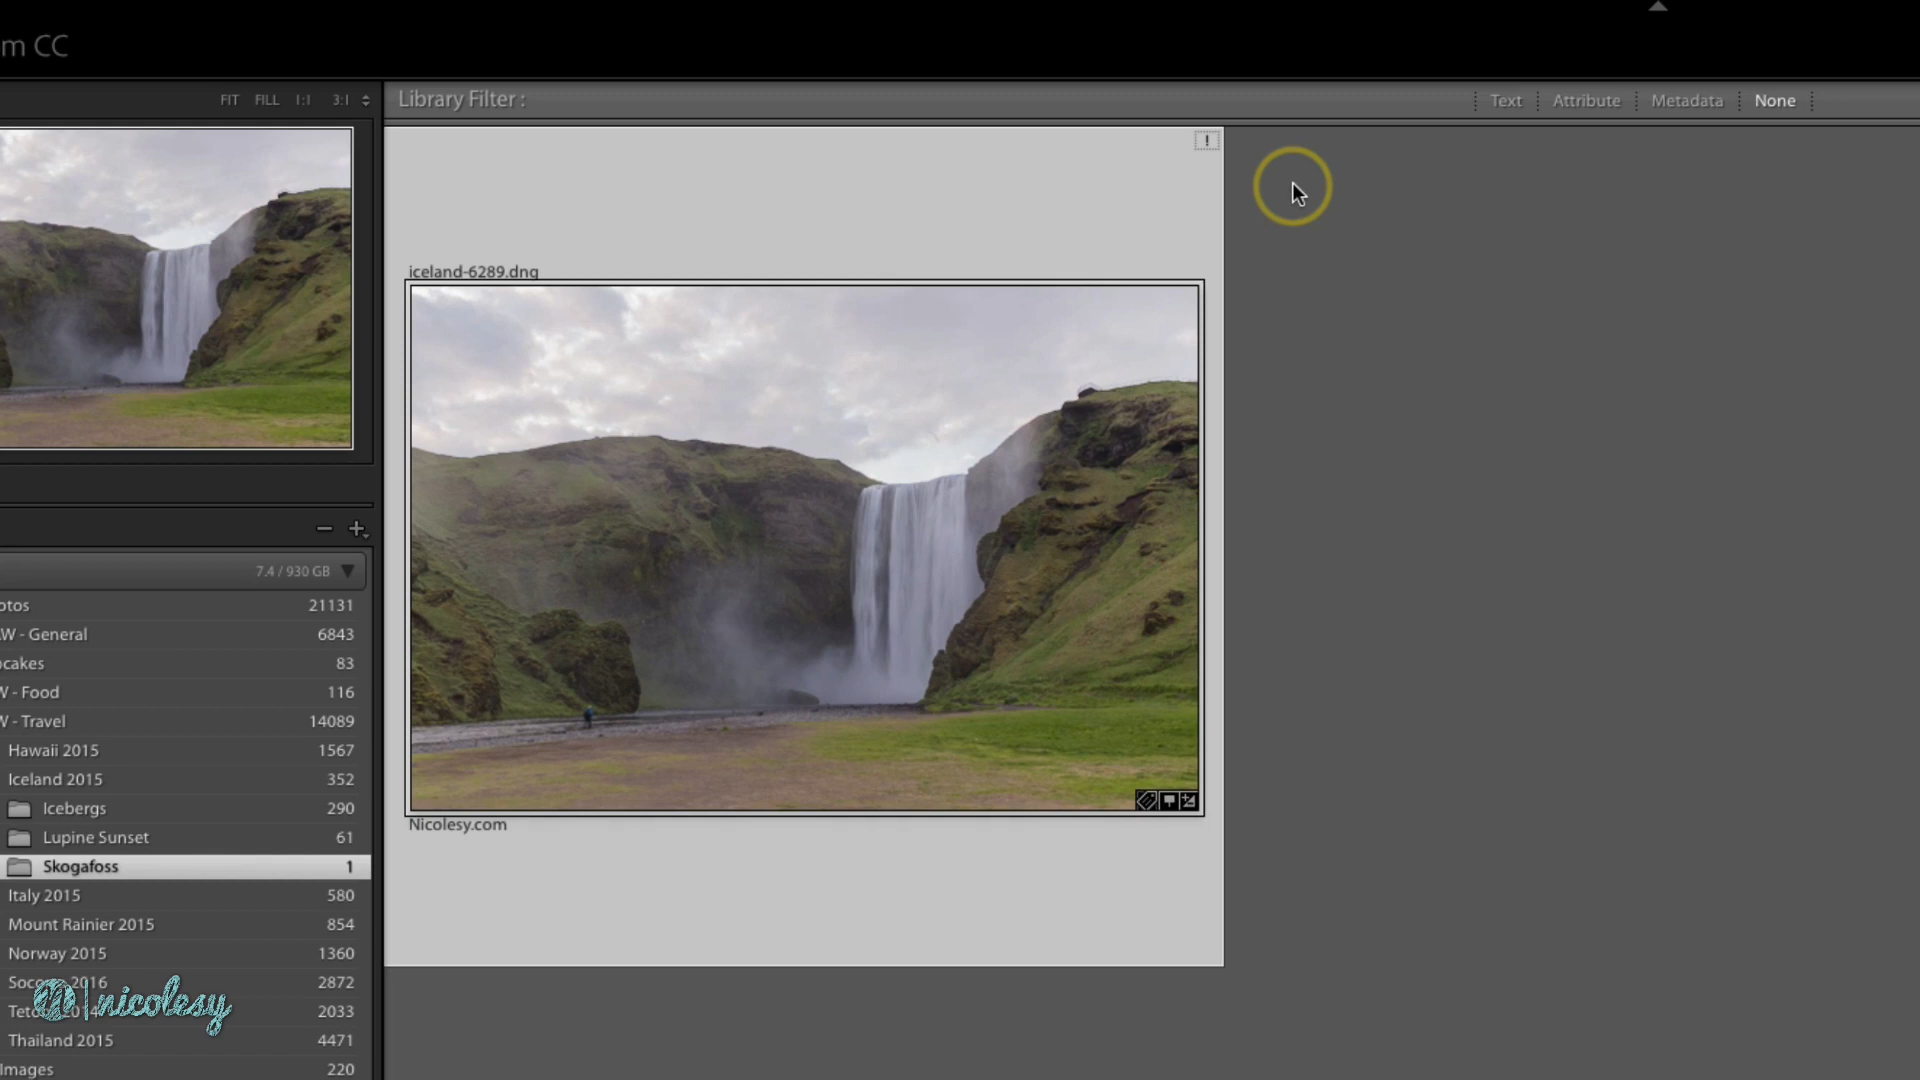 m CC
FIT FILL 1:1 3:1
Library Filter :
Text Attribute Metadata None
!
iceland-6289.dng
Nicolesy.com
7.4 / 930 GB
otos 21131
W - General 6843
cakes 83
W - Food 116
W - Travel 14089
Hawaii 2015 1567
Iceland 2015 352
Icebergs 290
Lupine Sunset 61
Skogafoss 1
Italy 2015 580
Mount Rainier 2015 854
Norway 2015 1360
2016 2872
2033
Thailand 2015 4471
Images 220
n|nicolesy